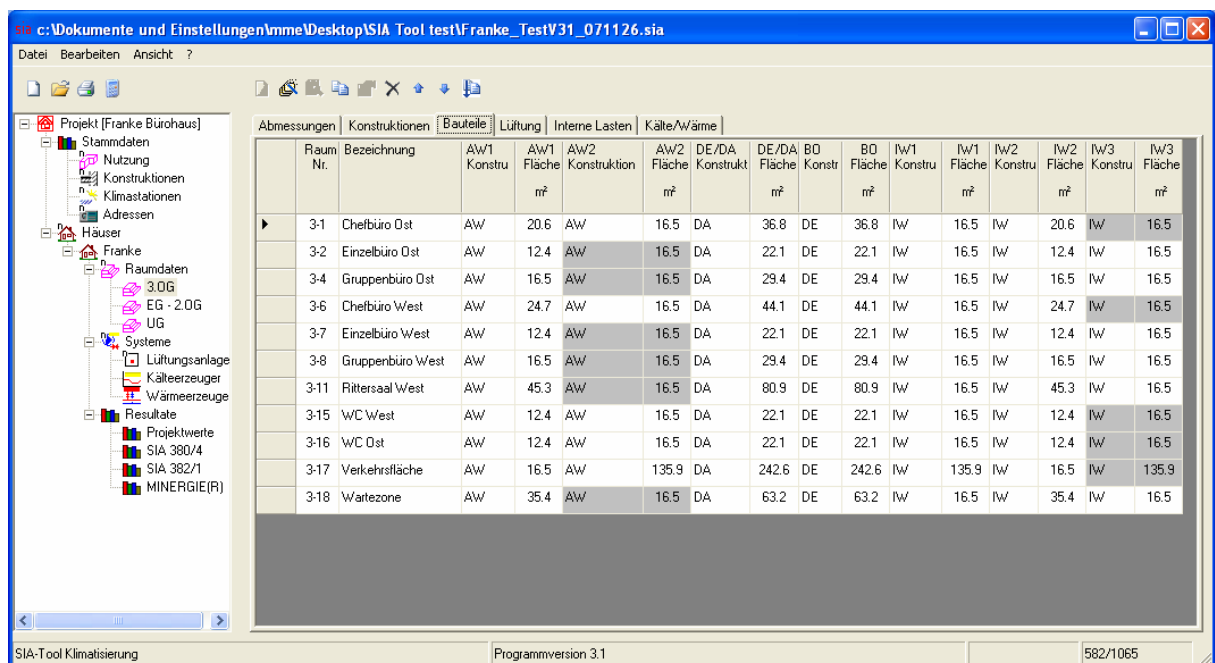 SIA c:\Dokumente und Einstellungen\mme\Desktop\SIA Tool test\Franke_TestV31_071126.sia
Datei Bearbeiten Ansicht ?
Projekt [Franke Bürohaus]
Stammdaten
Nutzung
Konstruktionen
Klimastationen
Adressen
Häuser
Franke
Raumdaten
3.OG
EG - 2.OG
UG
Systeme
Lüftungsanlage
Kälteerzeuger
Wärmeerzeuge
Resultate
Projektwerte
SIA 380/4
SIA 382/1
MINERGIE(R)
Abmessungen Konstruktionen Bauteile Lüftung Interne Lasten Kälte/Wärme
Raum Bezeichnung AW1 AW1 AW2 AW2 DE/DA DE/DA BO BO IW1 IW1 IW2 IW2 IW3 IW3
Nr. Konstru Fläche Konstruktion Fläche Konstrukt Fläche Konstr Fläche Konstru Fläche Konstru Fläche Konstru Fläche
m² m² m² m² m² m² m²
3-1 Chefbüro Ost AW 20.6 AW 16.5 DA 36.8 DE 36.8 IW 16.5 IW 20.6 IW 16.5
3-2 Einzelbüro Ost AW 12.4 AW 16.5 DA 22.1 DE 22.1 IW 16.5 IW 12.4 IW 16.5
3-4 Gruppenbüro Ost AW 16.5 AW 16.5 DA 29.4 DE 29.4 IW 16.5 IW 16.5 IW 16.5
3-6 Chefbüro West AW 24.7 AW 16.5 DA 44.1 DE 44.1 IW 16.5 IW 24.7 IW 16.5
3-7 Einzelbüro West AW 12.4 AW 16.5 DA 22.1 DE 22.1 IW 16.5 IW 12.4 IW 16.5
3-8 Gruppenbüro West AW 16.5 AW 16.5 DA 29.4 DE 29.4 IW 16.5 IW 16.5 IW 16.5
3-11 Rittersaal West AW 45.3 AW 16.5 DA 80.9 DE 80.9 IW 16.5 IW 45.3 IW 16.5
3-15 WC West AW 12.4 AW 16.5 DA 22.1 DE 22.1 IW 16.5 IW 12.4 IW 16.5
3-16 WC Ost AW 12.4 AW 16.5 DA 22.1 DE 22.1 IW 16.5 IW 12.4 IW 16.5
3-17 Verkehrsfläche AW 16.5 AW 135.9 DA 242.6 DE 242.6 IW 135.9 IW 16.5 IW 135.9
3-18 Wartezone AW 35.4 AW 16.5 DA 63.2 DE 63.2 IW 16.5 IW 35.4 IW 16.5
SIA-Tool Klimatisierung Programmversion 3.1 582/1065